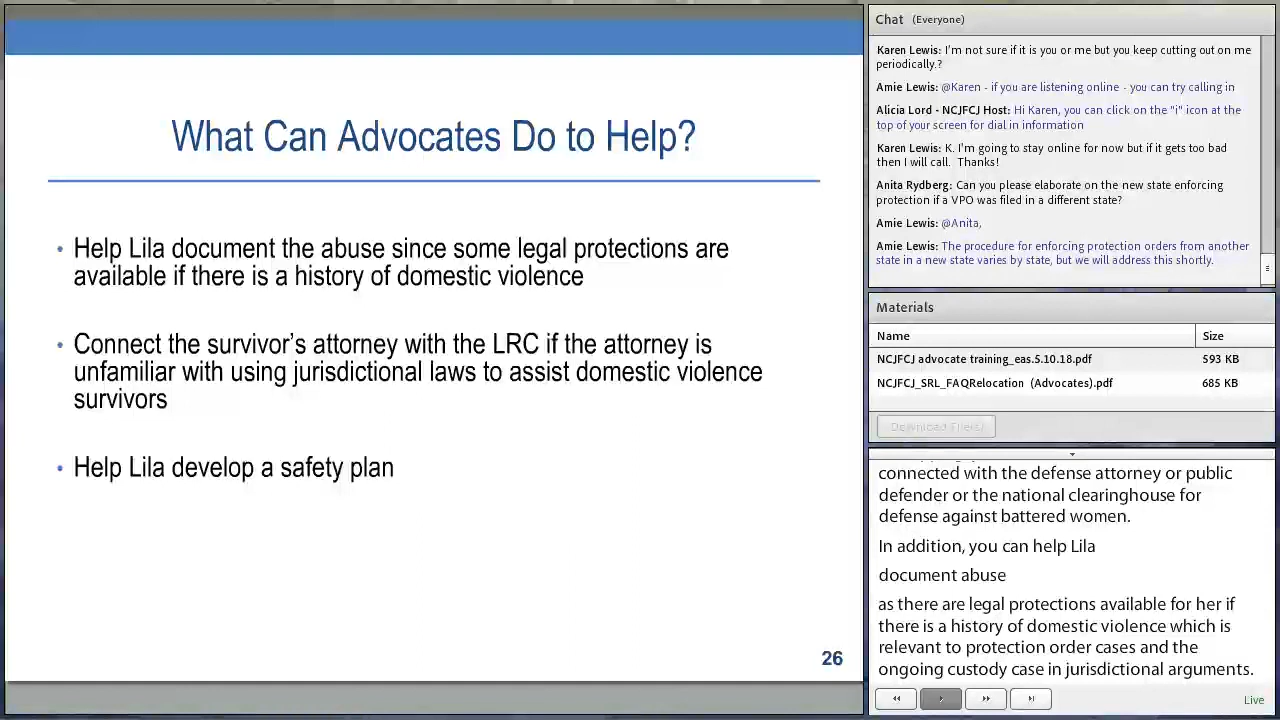 What Can Advocates Do to Help?
• Help Lila document the abuse since some legal protections are
available if there is a history of domestic violence
• Connect the survivor's attorney with the LRC if the attorney is
unfamiliar with using jurisdictional laws to assist domestic violence
survivors
• Help Lila develop a safety plan
26
Chat (Everyone)
Karen Lewis: I'm not sure if it is you or me but you keep cutting out on me
periodically.?
Amie Lewis: @Karen - if you are listening online - you can try calling in
Alicia Lord - NCJFCJ Host: Hi Karen, you can click on the "i" icon at the
top of your screen for dial in information
Karen Lewis: K. I'm going to stay online for now but if it gets too bad
then I will call. Thanks!
Anita Rydberg: Can you please elaborate on the new state enforcing
protection if a VPO was filed in a different state?
Amie Lewis: @Anita,
Amie Lewis: The procedure for enforcing protection orders from another
state in a new state varies by state, but we will address this shortly.
Materials
Name Size
NCJFCJ advocate training_eas.5.10.18.pdf 593 KB
NCJFCJ_SRL_FAQRelocation (Advocates).pdf 685 KB
Download File(s)
connected with the defense attorney or public
defender or the national clearinghouse for
defense against battered women.
In addition, you can help Lila
document abuse
as there are legal protections available for her if
there is a history of domestic violence which is
relevant to protection order cases and the
ongoing custody case in jurisdictional arguments.
Live